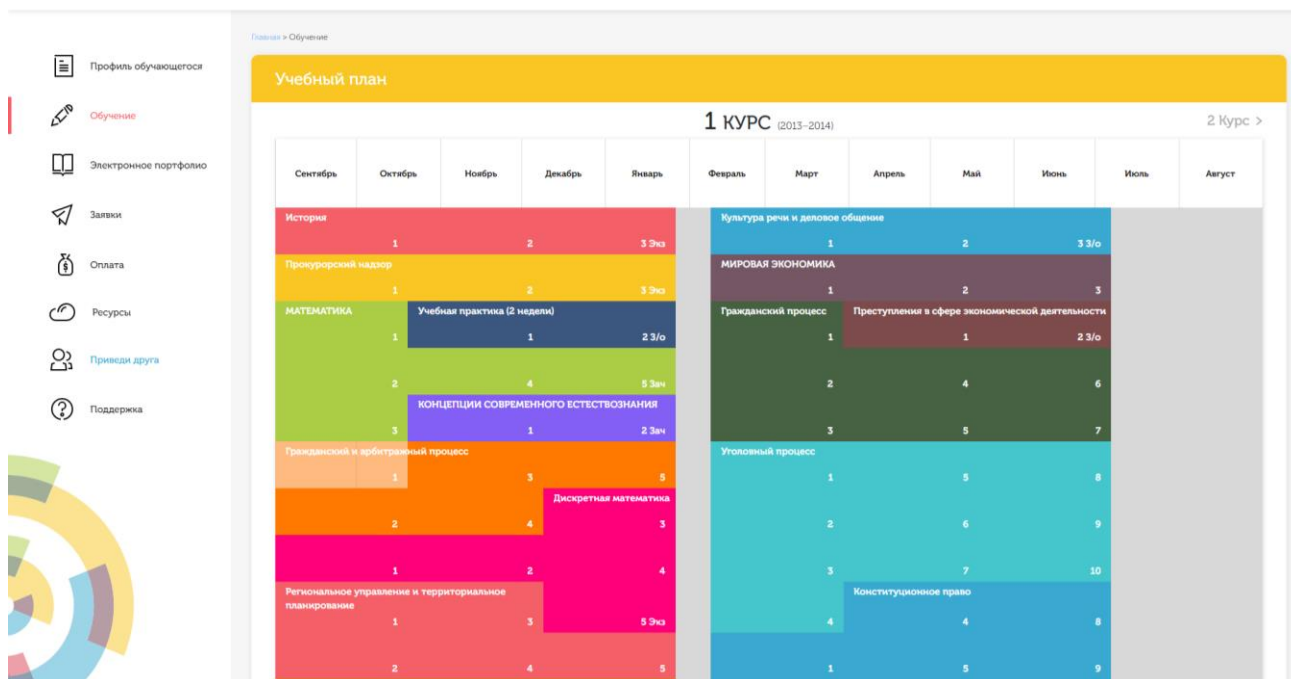 Главная > Обучение
Профиль обучающегося
Обучение
Электронное портфолио
Заявки
Оплата
Ресурсы
Приведи друга
Поддержка
Учебный план
1 КУРС (2013–2014)
2 Курс >
Сентябрь Октябрь Ноябрь Декабрь Январь Февраль Март Апрель Май Июнь Июль Август
История
1 2 3 Экз
Прокурорский надзор
1 2 3 Экз
МАТЕМАТИКА Учебная практика (2 недели)
1 1 2 З/о
2 4 5 Зач
КОНЦЕПЦИИ СОВРЕМЕННОГО ЕСТЕСТВОЗНАНИЯ
3 1 2 Зач
Гражданский и арбитражный процесс
1 3 5
Дискретная математика
2 4 3
1 2 4
Региональное управление и территориальное
планирование
1 3 5 Экз
2 4 5
Культура речи и деловое общение
1 2 3 З/о
МИРОВАЯ ЭКОНОМИКА
1 2 3
Гражданский процесс Преступления в сфере экономической деятельности
1 1 2 З/о
2 4 6
3 5 7
Уголовный процесс
1 5 8
2 6 9
3 7 10
Конституционное право
4 4 8
1 5 9